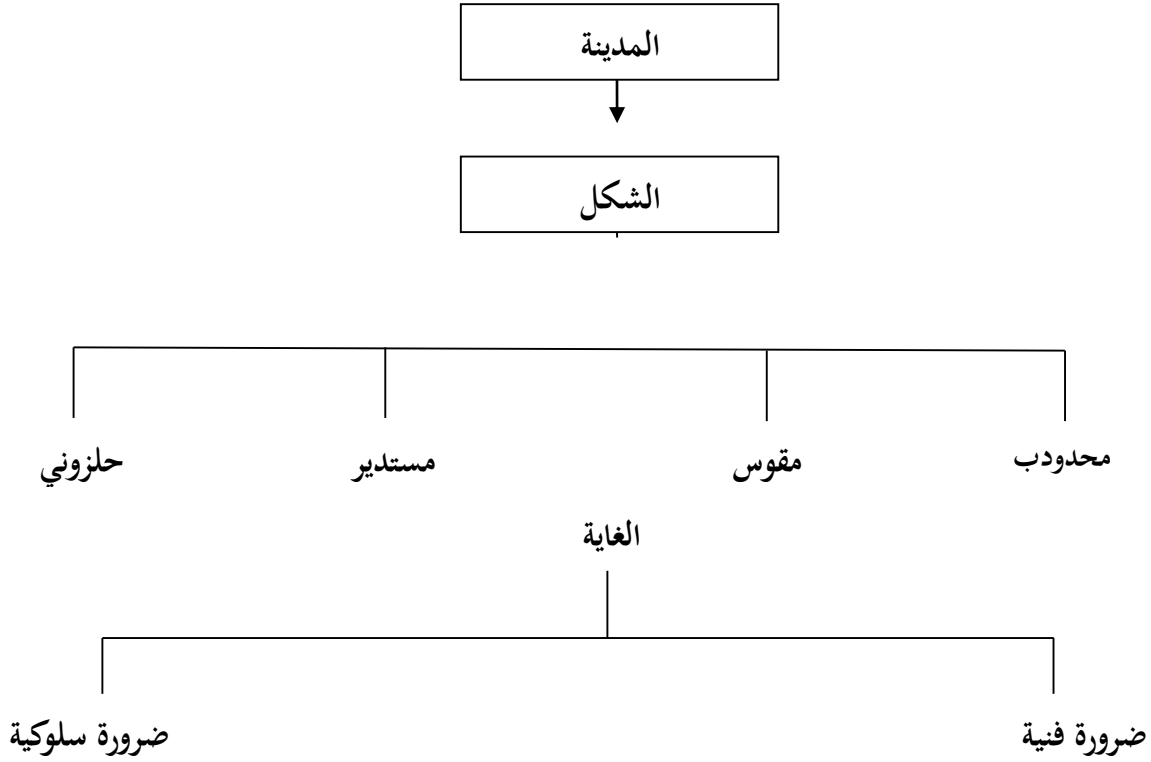 المدينة
الشكل
محدودب
مقوس
مستدير
حلزوني
الغاية
ضرورة فنية
ضرورة سلوكية